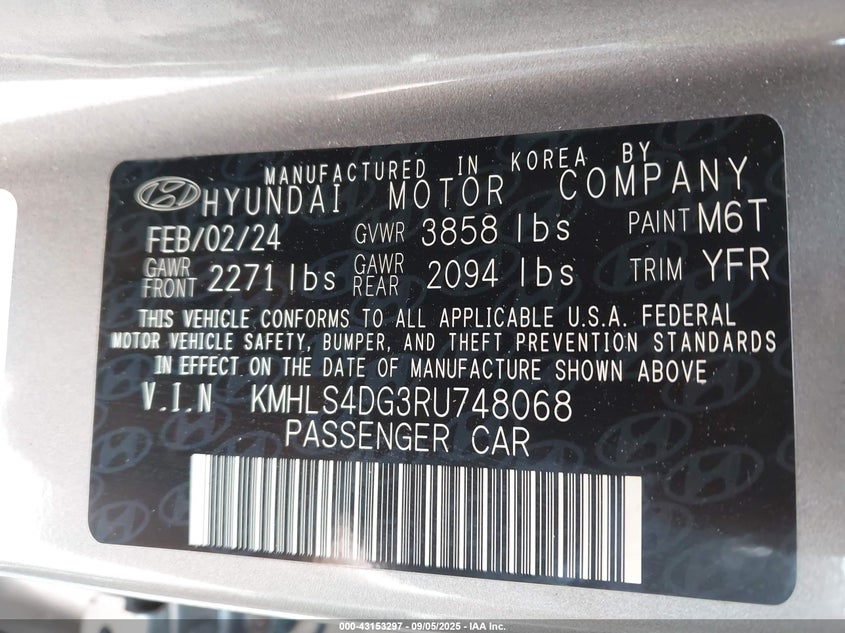 MANUFACTURED IN KOREA BY
HYUNDAI MOTOR COMPANY
FEB/02/24 GVWR 3858 lbs PAINT M6T
GAWR FRONT 2271 lbs GAWR REAR 2094 lbs TRIM YFR
THIS VEHICLE CONFORMS TO ALL APPLICABLE U.S.A. FEDERAL
MOTOR VEHICLE SAFETY, BUMPER, AND THEFT PREVENTION STANDARDS
IN EFFECT ON THE DATE OF MANUFACTURE SHOWN ABOVE.
V.I.N KMHLS4DG3RU748068
PASSENGER CAR
000-43153297 - 09/05/2025 - IAA Inc.